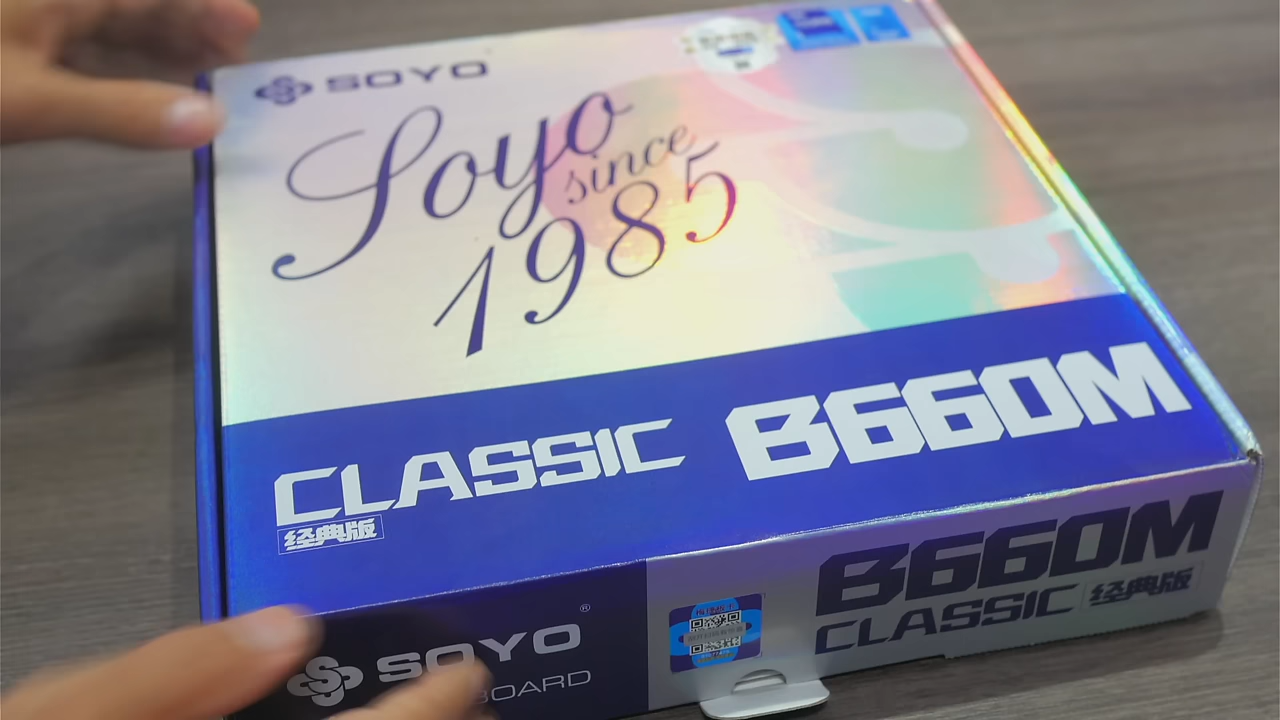 SOYO
Soyo
since
1985
CLASSIC B660M
经典版
SOYO®
BOARD
B660M
CLASSIC 经典版